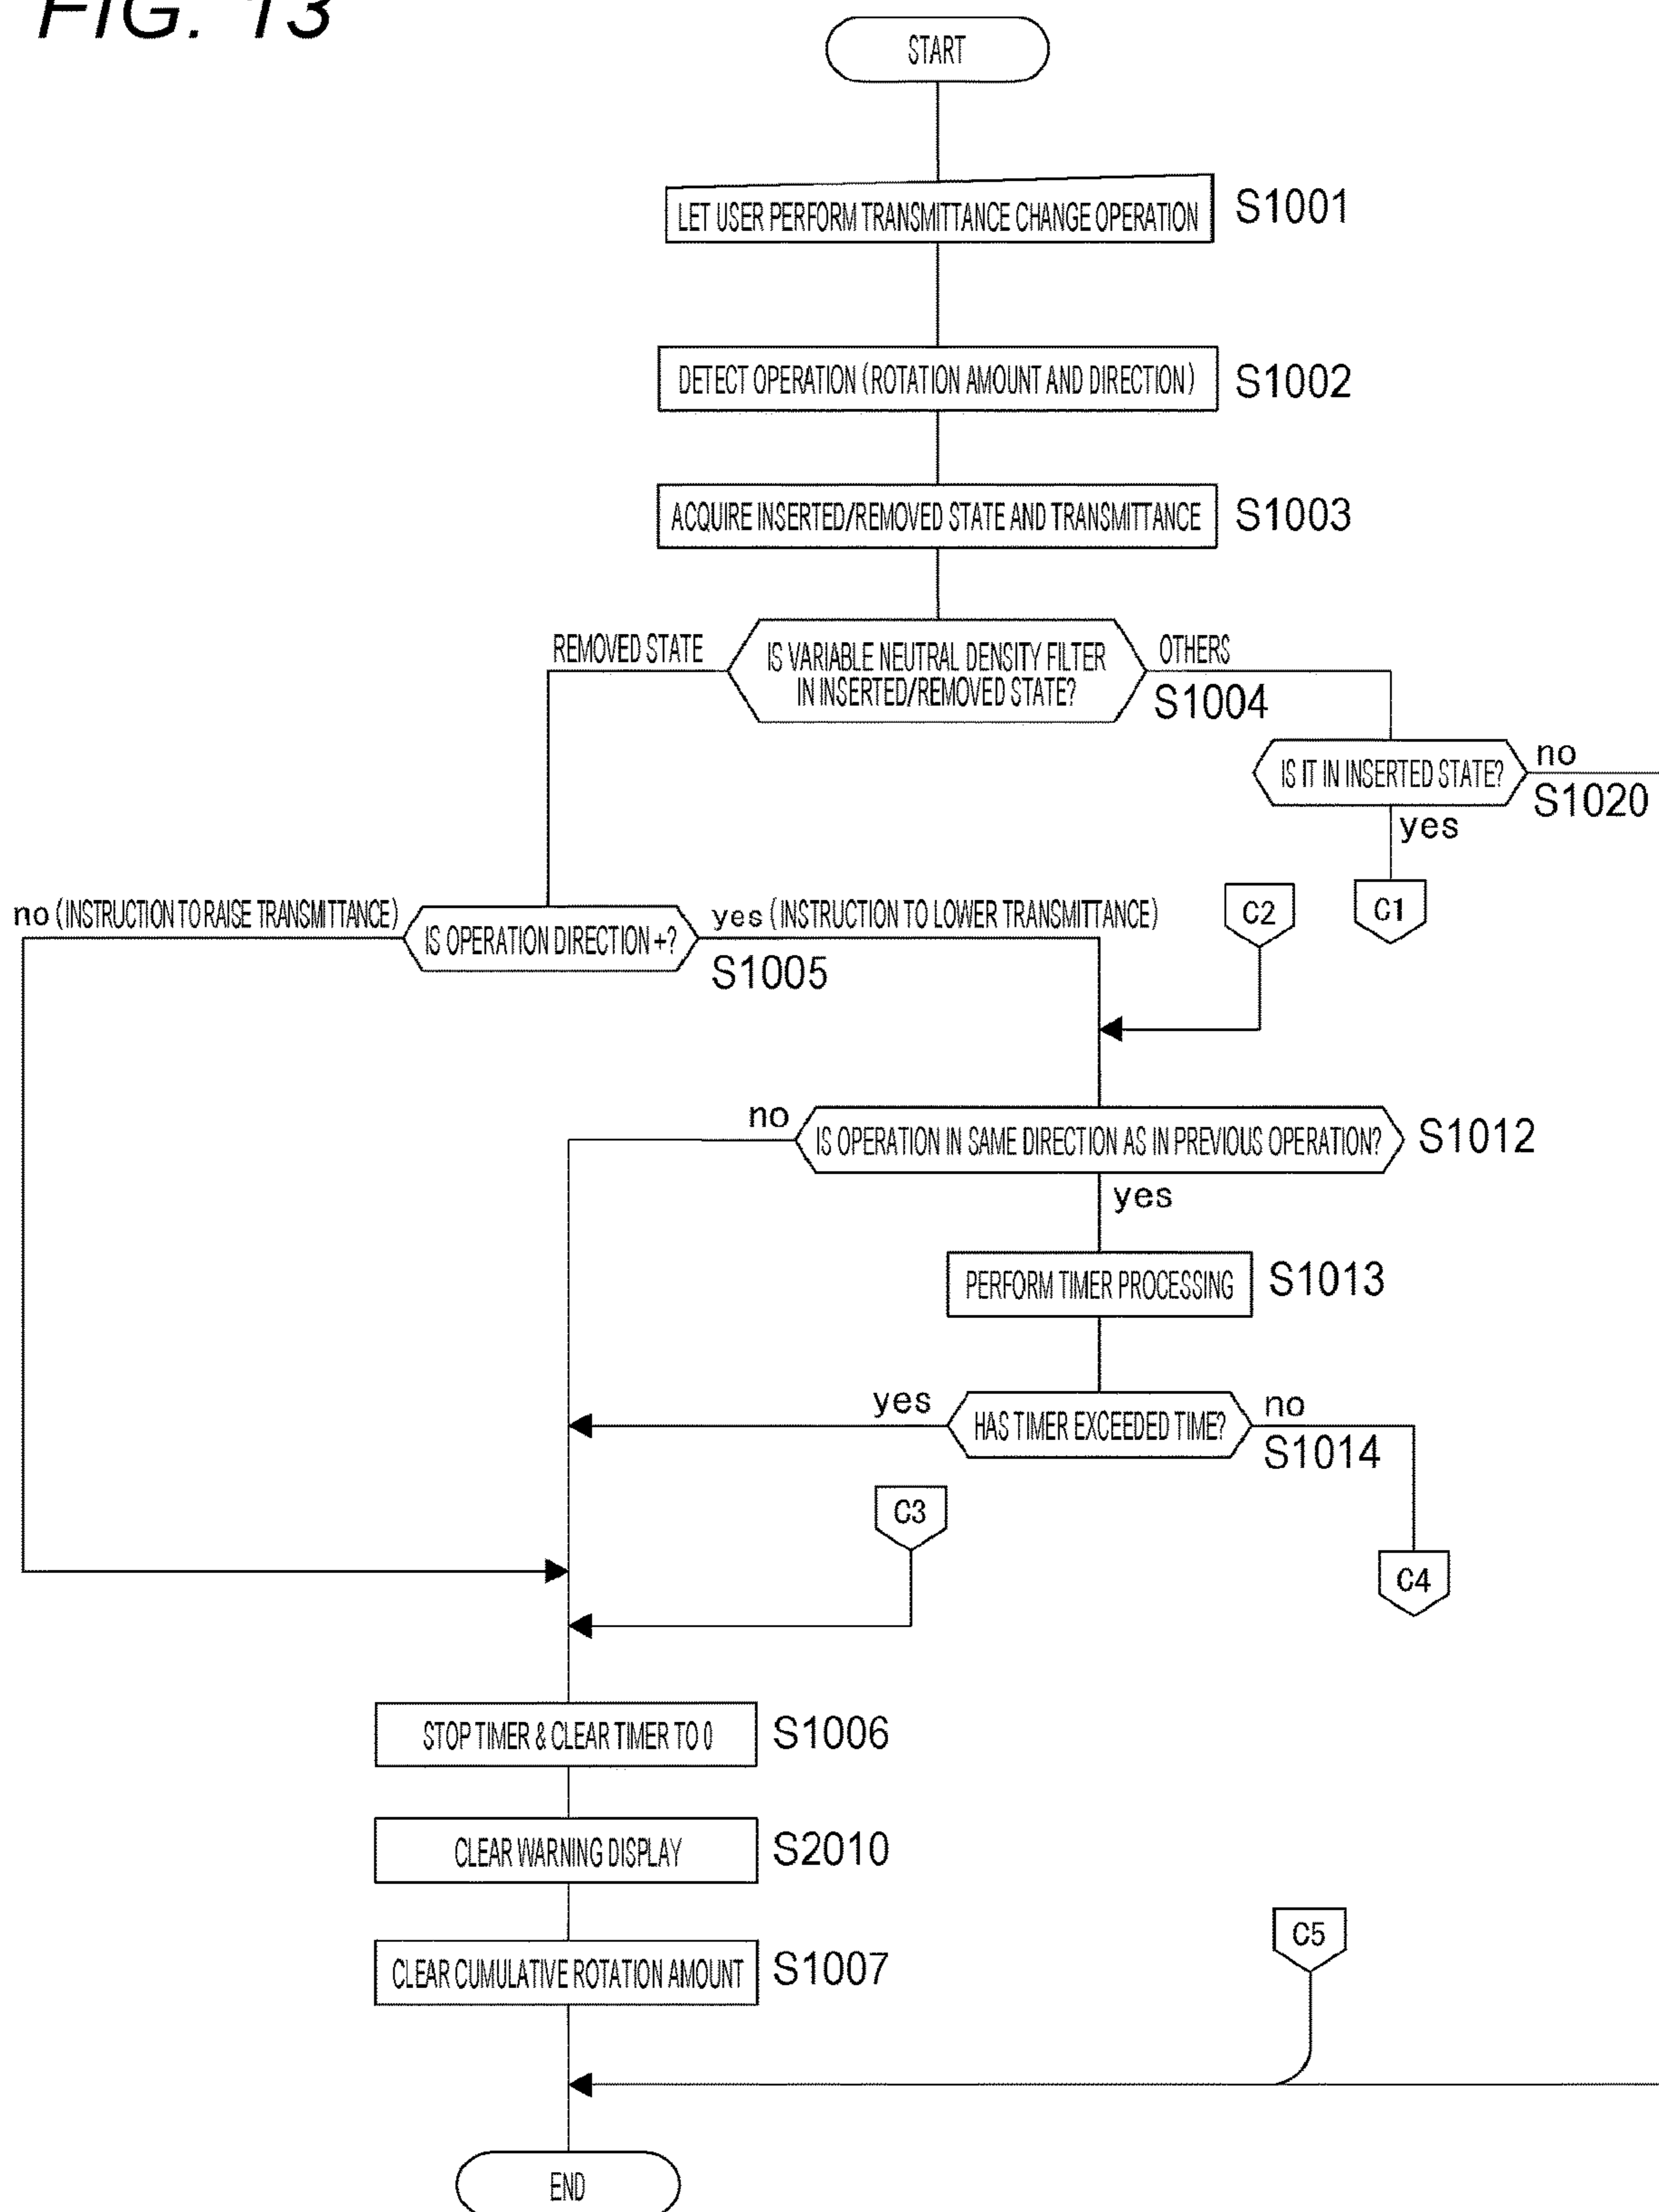 FIG. 13
START
LET USER PERFORM TRANSMITTANCE CHANGE OPERATION
S1001
DETECT OPERATION (ROTATION AMOUNT AND DIRECTION)
S1002
ACQUIRE INSERTED/REMOVED STATE AND TRANSMITTANCE
S1003
REMOVED STATE
IS VARIABLE NEUTRAL DENSITY FILTER
IN INSERTED/REMOVED STATE?
OTHERS
S1004
IS IT IN INSERTED STATE?
no
S1020
yes
C1
C2
no (INSTRUCTION TO RAISE TRANSMITTANCE)
IS OPERATION DIRECTION +?
yes (INSTRUCTION TO LOWER TRANSMITTANCE)
S1005
no
IS OPERATION IN SAME DIRECTION AS IN PREVIOUS OPERATION?
S1012
yes
PERFORM TIMER PROCESSING
S1013
yes
HAS TIMER EXCEEDED TIME?
no
S1014
C3
C4
STOP TIMER & CLEAR TIMER TO 0
S1006
CLEAR WARNING DISPLAY
S2010
CLEAR CUMULATIVE ROTATION AMOUNT
S1007
C5
END